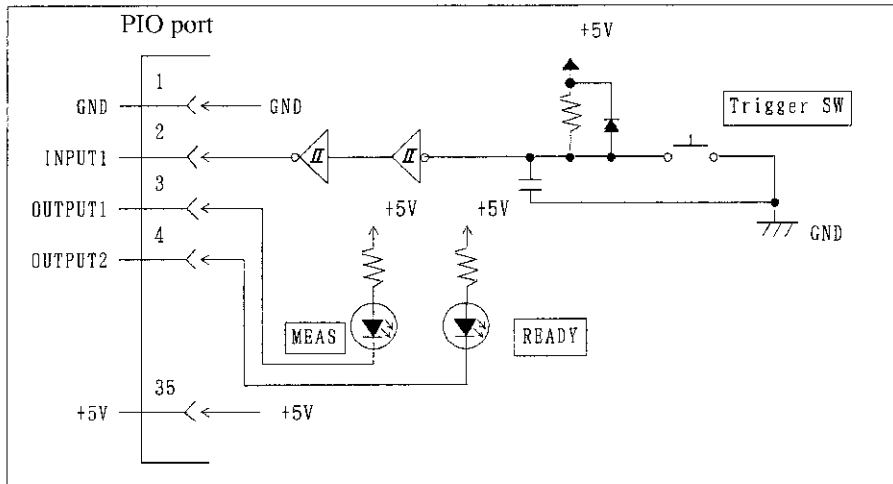 PIO port
1
GND
GND
2
INPUT1
3
OUTPUT1
4
OUTPUT2
35
+5V
+5V
+5V
Trigger SW
GND
+5V
+5V
MEAS
READY